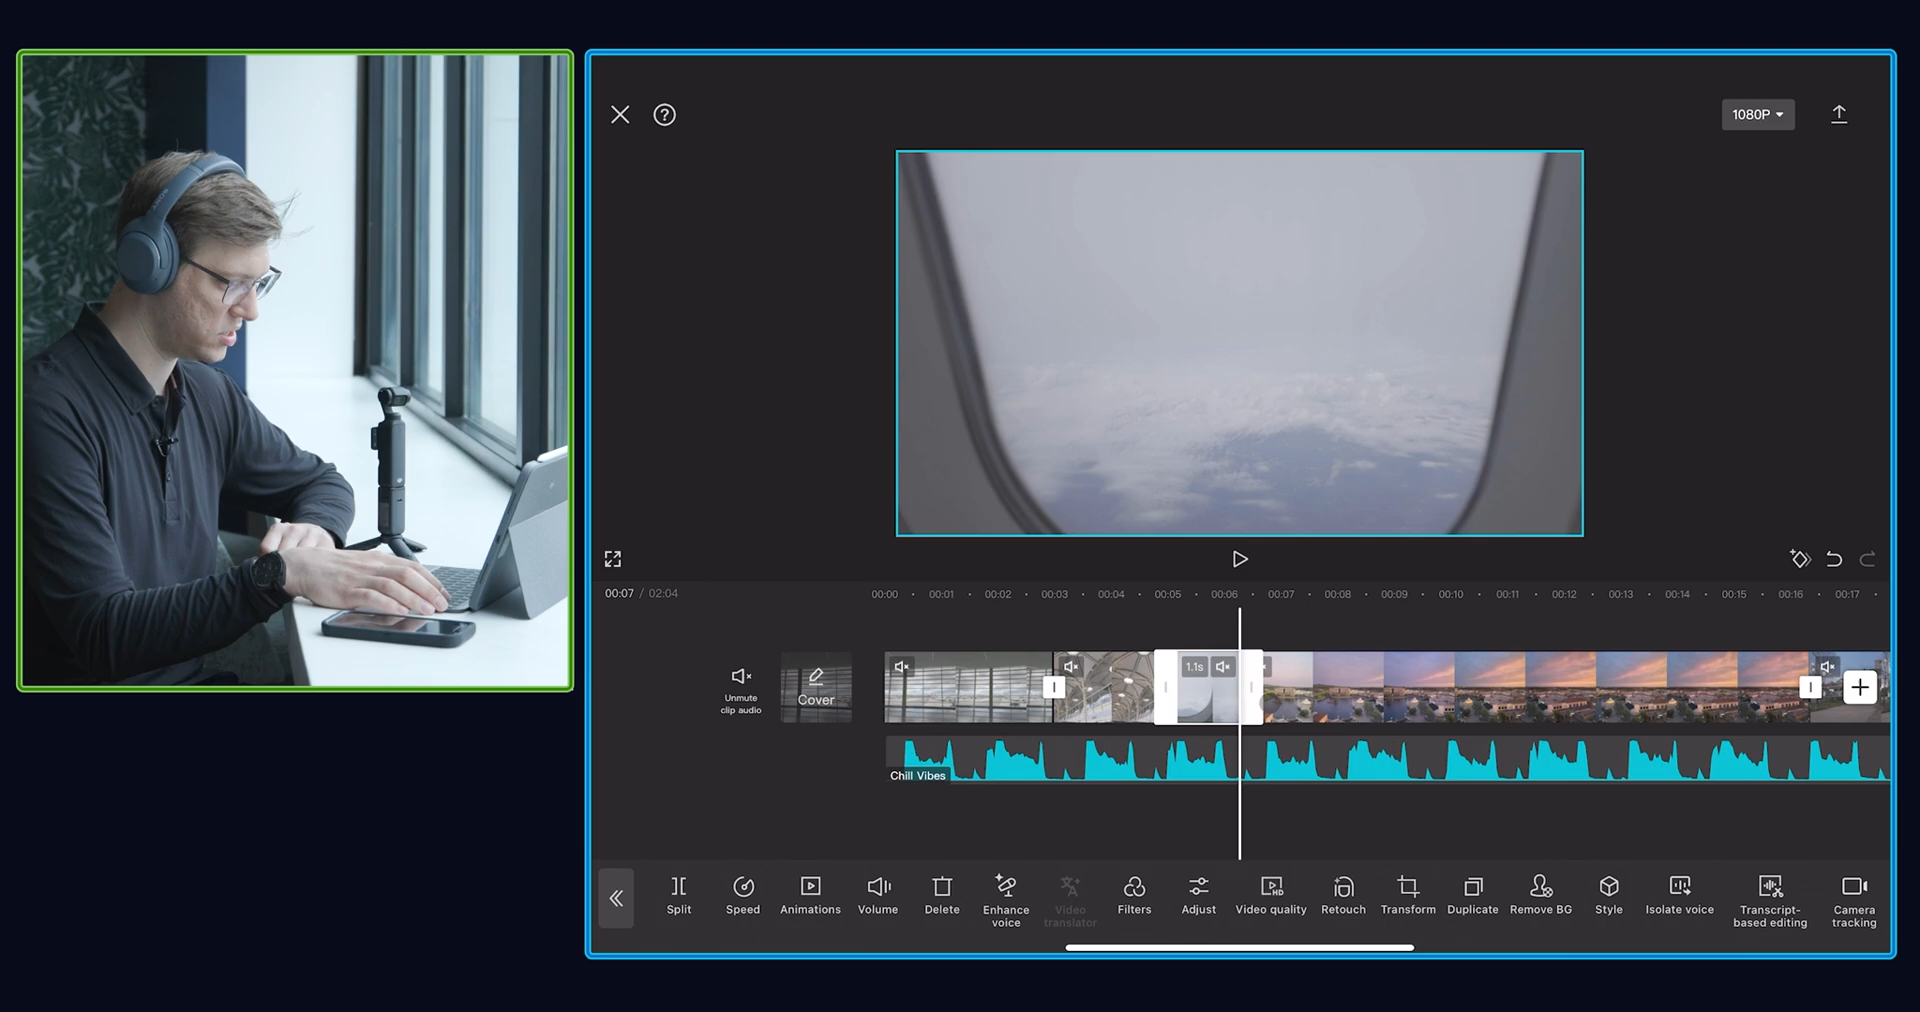 SONY
?
1080P
00:07 / 02:04
00:00 00:01 00:02 00:03 00:04 00:05 00:06 00:07 00:08 00:09 00:10 00:11 00:12 00:13 00:14 00:15 00:16 00:17
Unmute
clip audio
Cover
1.1s
Chill Vibes
Split
Speed
Animations
Volume
Delete
Enhance
voice
Video
translator
Filters
Adjust
HD
Video quality
Retouch
Transform
Duplicate
Remove BG
Style
Isolate voice
Transcript-
based editing
Camera
tracking